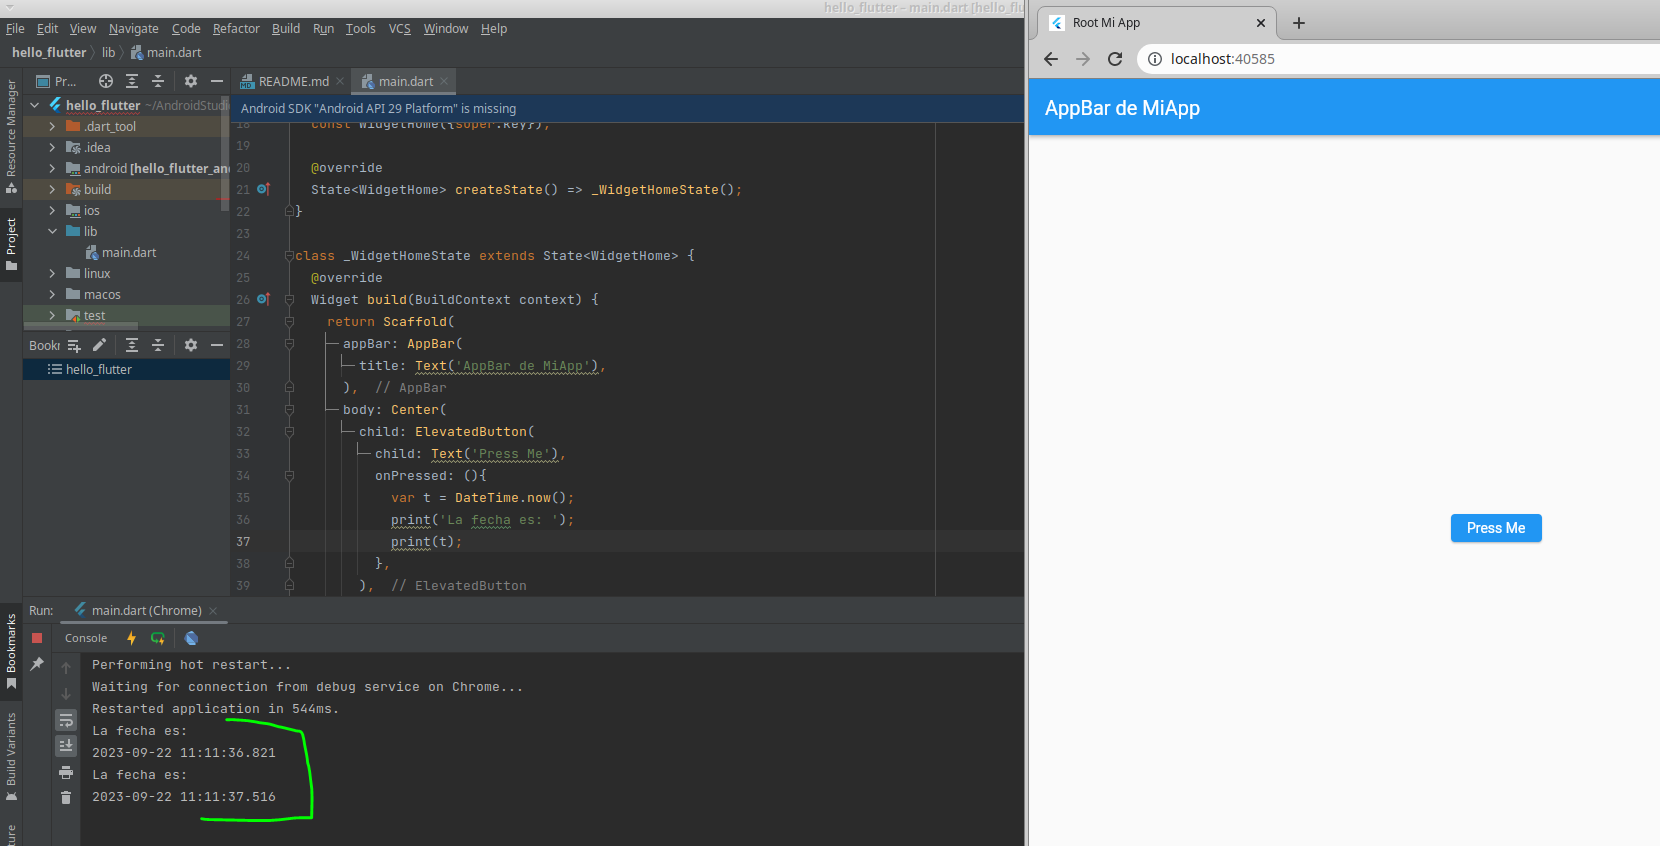 hello_flutter – main.dart [hello_flu
File Edit View Navigate Code Refactor Build Run Tools VCS Window Help
hello_flutter lib main.dart
Pr...
README.md
main.dart
Resource Manager
Project
hello_flutter ~/AndroidStudi
.dart_tool
.idea
android [hello_flutter_an
build
ios
lib
main.dart
linux
macos
test
Bookr
hello_flutter
Android SDK "Android API 29 Platform" is missing
18 const WidgetHome({super.key});
19
20 @override
21 State<WidgetHome> createState() => _WidgetHomeState();
22 }
23
24 class _WidgetHomeState extends State<WidgetHome> {
25 @override
26 Widget build(BuildContext context) {
27 return Scaffold(
28 appBar: AppBar(
29 title: Text('AppBar de MiApp'),
30 ), // AppBar
31 body: Center(
32 child: ElevatedButton(
33 child: Text('Press Me'),
34 onPressed: (){
35 var t = DateTime.now();
36 print('La fecha es: ');
37 print(t);
38 },
39 ), // ElevatedButton
Run: main.dart (Chrome)
Console
Bookmarks
Build Variants
ture
Performing hot restart...
Waiting for connection from debug service on Chrome...
Restarted application in 544ms.
La fecha es:
2023-09-22 11:11:36.821
La fecha es:
2023-09-22 11:11:37.516
Root Mi App
localhost:40585
AppBar de MiApp
Press Me